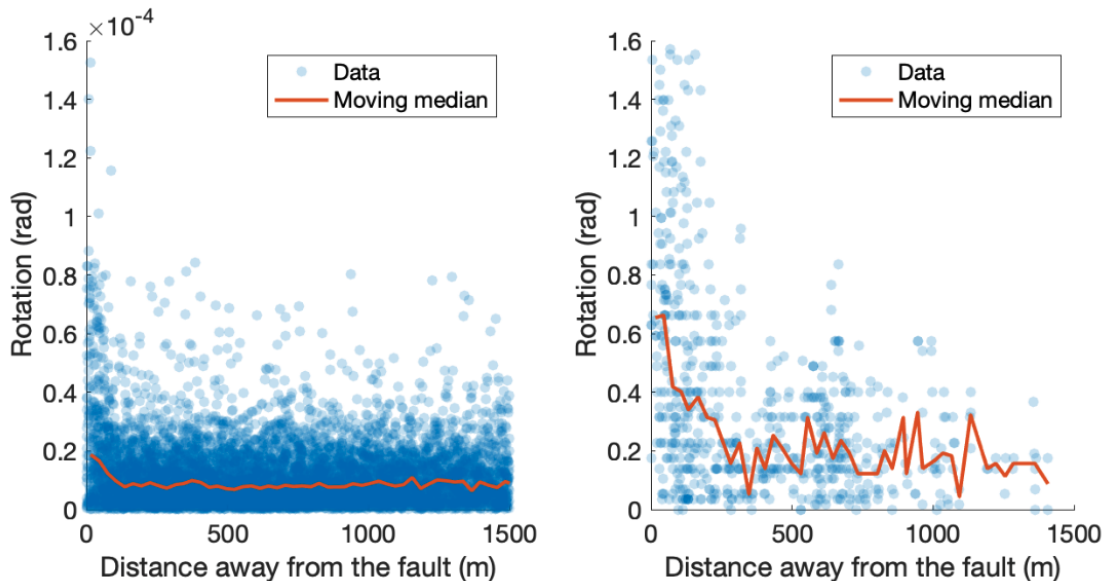 ×10⁻⁴
1.6
1.4
1.2
1
0.8
0.6
0.4
0.2
0
Rotation (rad)
Data
Moving median
0 500 1000 1500
Distance away from the fault (m)
1.6
1.4
1.2
1
0.8
0.6
0.4
0.2
0
Rotation (rad)
Data
Moving median
0 500 1000 1500
Distance away from the fault (m)